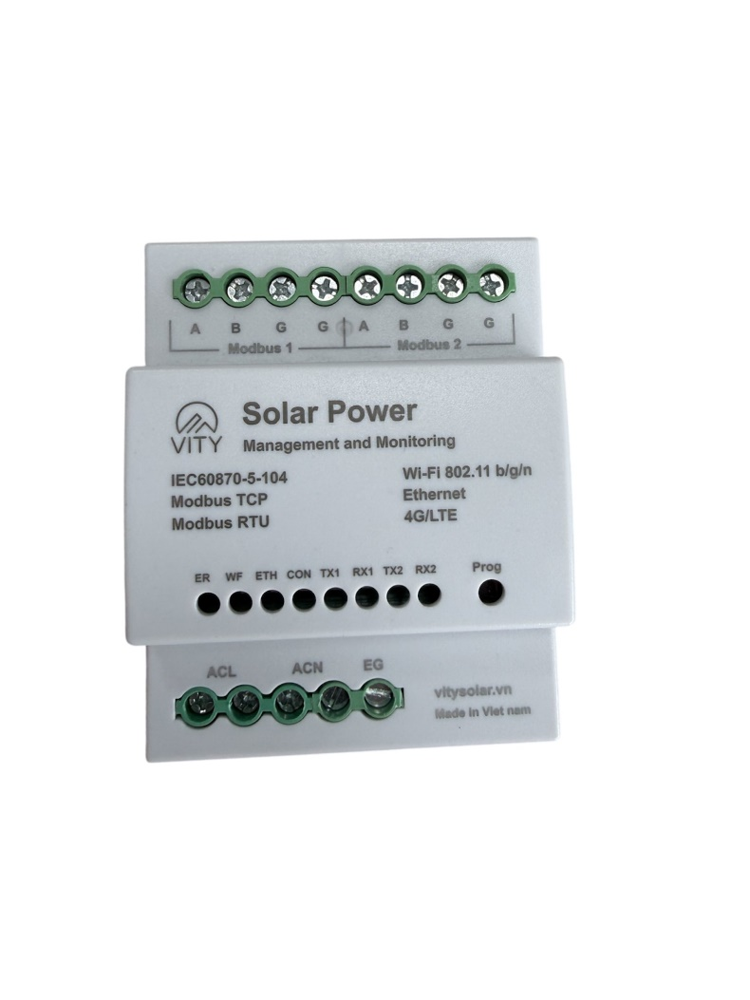 A B G G A B G G
Modbus 1 Modbus 2
VITY
Solar Power
Management and Monitoring
IEC60870-5-104
Modbus TCP
Modbus RTU
Wi-Fi 802.11 b/g/n
Ethernet
4G/LTE
ER WF ETH CON TX1 RX1 TX2 RX2 Prog
ACL ACN EG
vitysolar.vn
Made in Viet nam